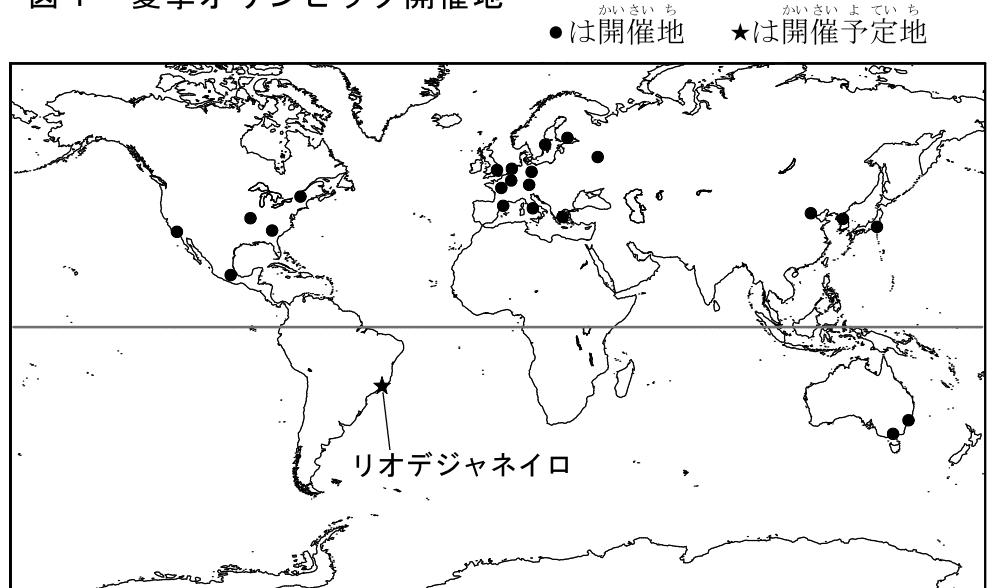 図1 夏季オリンピック開催地
かいさい ち かいさい よ てい ち
●は開催地 ★は開催予定地
リオデジャネイロ